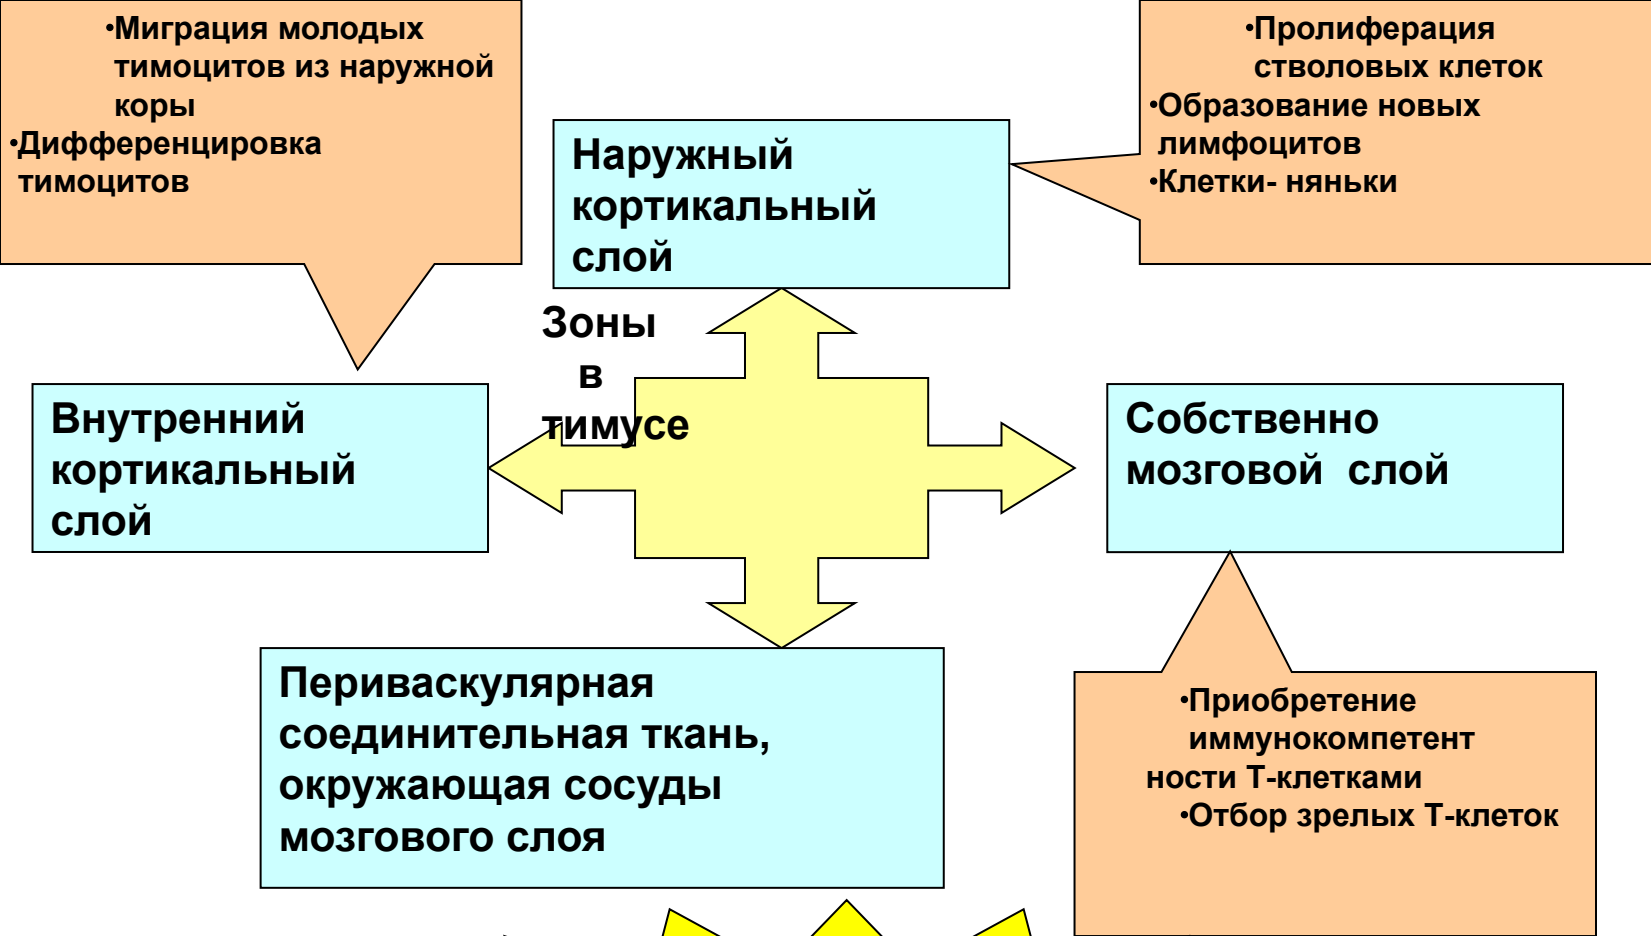 •Миграция молодых
тимоцитов из наружной
коры
•Дифференцировка
тимоцитов
•Пролиферация
стволовых клеток
•Образование новых
лимфоцитов
•Клетки- няньки
Наружный
кортикальный
слой
Зоны
в
тимусе
Внутренний
кортикальный
слой
Собственно
мозговой слой
Периваскулярная
соединительная ткань,
окружающая сосуды
мозгового слоя
•Приобретение
иммунокомпетент
ности Т-клетками
•Отбор зрелых Т-клеток